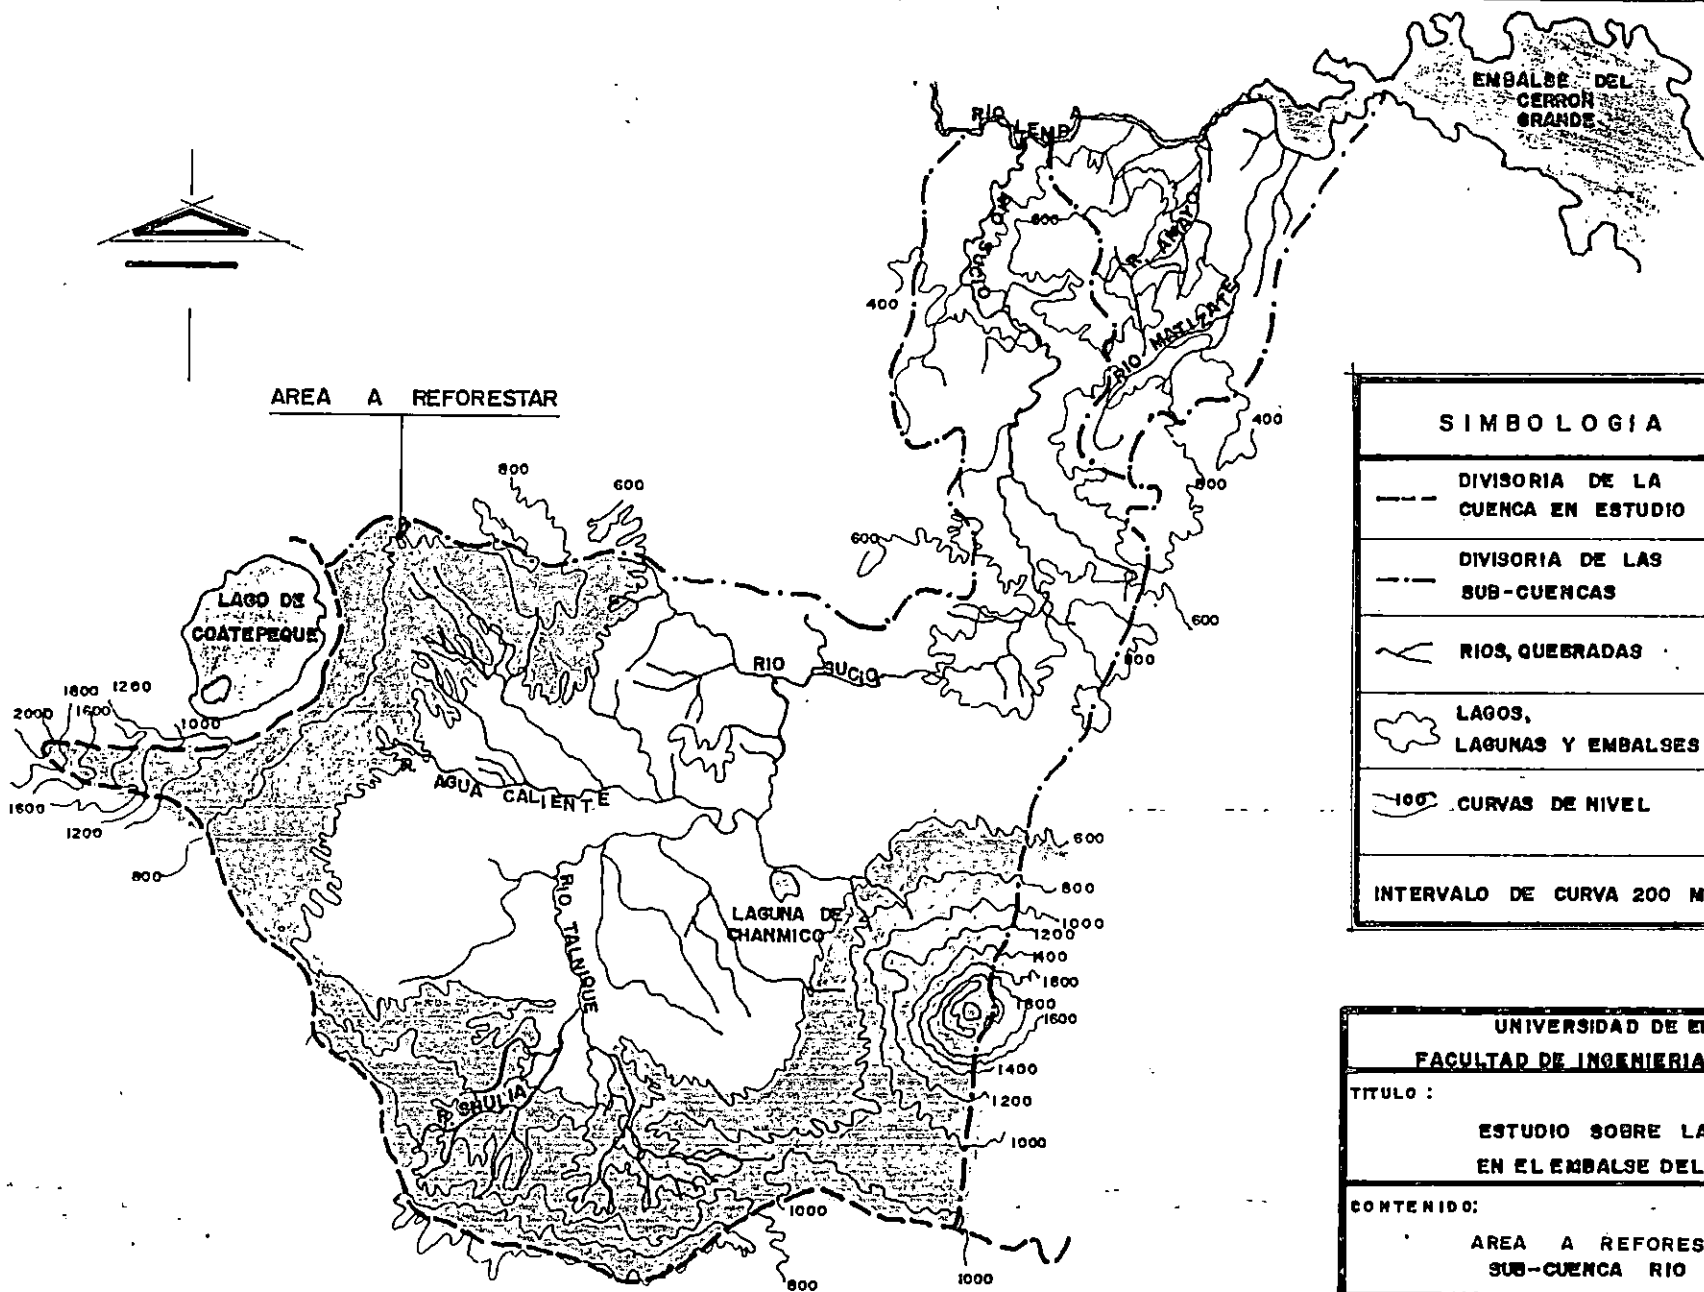 EMBALSE DEL
CERRON
GRANDE
RIO LEMPA
RIO SUCIO
600
R. AMAYO
RIO MATIZATE
400
400
800
600
600
800
AREA A REFORESTAR
800
600
LAGO DE
COATEPEQUE
RIO SUCIO
2000
1800
1600
1200
1000
1600
1200
800
R. AGUA CALIENTE
RIO TALNIQUE
LAGUNA DE
CHANMICO
600
800
1000
1200
1400
1600
1800
1600
1400
1200
1000
R. SHULIA
1000
800
1000
SIMBOLOGIA
DIVISORIA DE LA
CUENCA EN ESTUDIO
DIVISORIA DE LAS
SUB-CUENCAS
RIOS, QUEBRADAS
LAGOS,
LAGUNAS Y EMBALSES
100 CURVAS DE NIVEL
INTERVALO DE CURVA 200 M
UNIVERSIDAD DE E
FACULTAD DE INGENIERIA
TITULO :
ESTUDIO SOBRE LA
EN EL EMBALSE DEL
CONTENIDO:
AREA A REFORES
SUB-CUENCA RIO